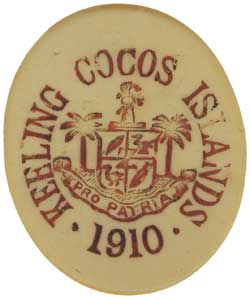 KEELING COCOS ISLANDS
PRO PATRIA
· 1910 ·